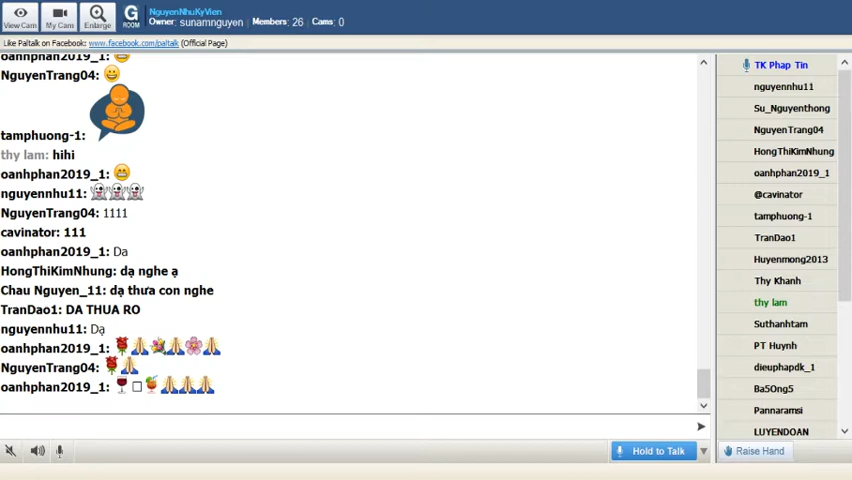 View Cam
My Cams
Enlarge
G
ROOM
NguyenNhuKyVien
Owner: sunamnguyen Members: 26 Cams: 0
Like Paltalk on Facebook: www.facebook.com/paltalk (Official Page)
oanhphan2019_1: 😁
NguyenTrang04: 😀
tamphuong-1:
thy lam: hihi
oanhphan2019_1: 😁
nguyennhu11: 👻👻👻
NguyenTrang04: 1111
cavinator: 111
oanhphan2019_1: Da
HongThiKimNhung: dạ nghe ạ
Chau Nguyen_11: dạ thưa con nghe
TranDao1: DA THUA RO
nguyennhu11: Dạ
oanhphan2019_1: 🌹🙏💐🙏🌸🙏
NguyenTrang04: 🌹🙏
oanhphan2019_1: 🍷□🍹🙏🙏🙏
Hold to Talk
TK Phap Tin
nguyennhu11
Su_Nguyenthong
NguyenTrang04
HongThiKimNhung
oanhphan2019_1
@cavinator
tamphuong-1
TranDao1
Huyenmong2013
Thy Khanh
thy lam
Suthanhtam
PT Huynh
dieuphapdk_1
Ba5Ong5
Pannaramsi
LUYENDOAN
Raise Hand